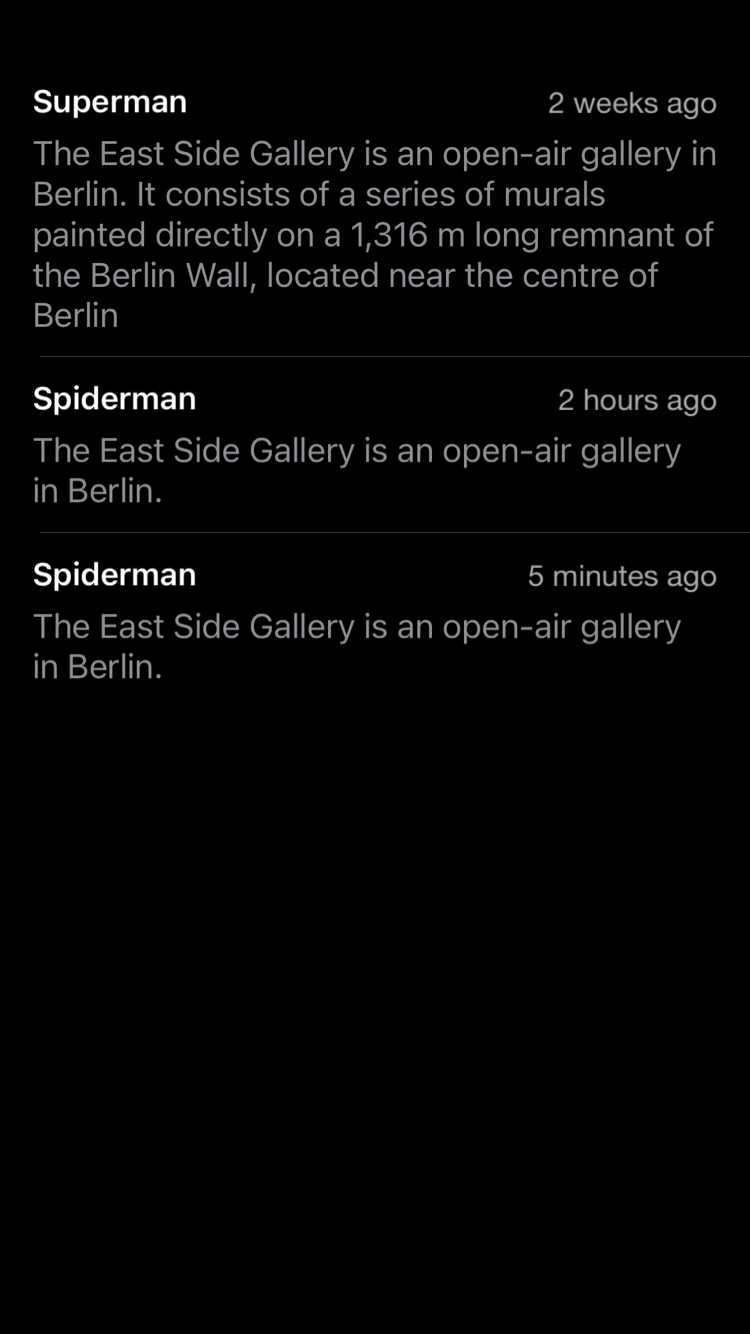 Superman 2 weeks ago
The East Side Gallery is an open-air gallery in
Berlin. It consists of a series of murals
painted directly on a 1,316 m long remnant of
the Berlin Wall, located near the centre of
Berlin
Spiderman 2 hours ago
The East Side Gallery is an open-air gallery
in Berlin.
Spiderman 5 minutes ago
The East Side Gallery is an open-air gallery
in Berlin.